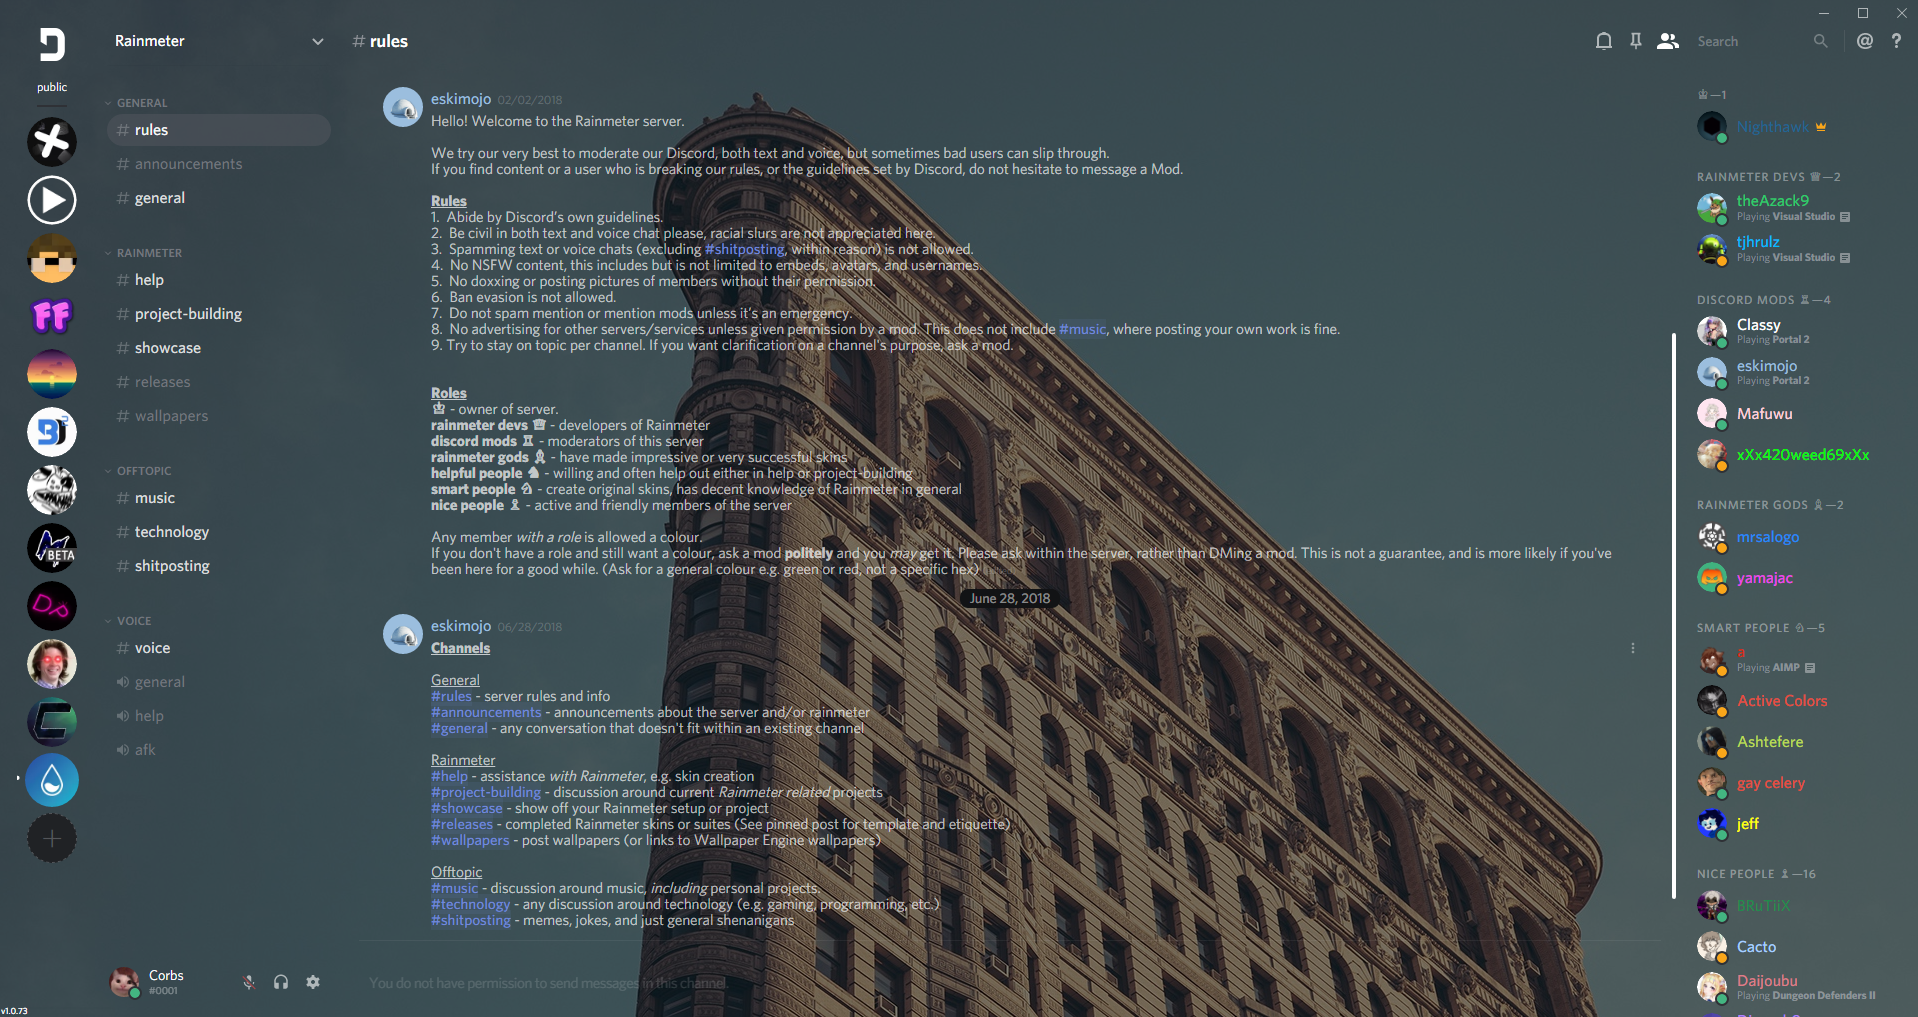 Rainmeter
# rules
Search
@
?
public
GENERAL
# rules
# announcements
# general
RAINMETER
# help
# project-building
# showcase
# releases
# wallpapers
OFFTOPIC
# music
# technology
# shitposting
VOICE
# voice
general
help
afk
FF
BETA
Corbs
#0001
v1.0.73
eskimojo 02/02/2018
Hello! Welcome to the Rainmeter server.
We try our very best to moderate our Discord, both text and voice, but sometimes bad users can slip through.
If you find content or a user who is breaking our rules, or the guidelines set by Discord, do not hesitate to message a Mod.
Rules
1. Abide by Discord's own guidelines.
2. Be civil in both text and voice chat please, racial slurs are not appreciated here.
3. Spamming text or voice chats (excluding #shitposting, within reason) is not allowed.
4. No NSFW content, this includes but is not limited to embeds, avatars, and usernames.
5. No doxxing or posting pictures of members without their permission.
6. Ban evasion is not allowed.
7. Do not spam mention or mention mods unless it's an emergency.
8. No advertising for other servers/services unless given permission by a mod. This does not include #music, where posting your own work is fine.
9. Try to stay on topic per channel. If you want clarification on a channel's purpose, ask a mod.
Roles
♔ - owner of server.
rainmeter devs ♕ - developers of Rainmeter
discord mods ♖ - moderators of this server
rainmeter gods ♗ - have made impressive or very successful skins
helpful people ♞ - willing and often help out either in help or project-building
smart people ♘ - create original skins, has decent knowledge of Rainmeter in general
nice people ♙ - active and friendly members of the server
Any member with a role is allowed a colour.
If you don't have a role and still want a colour, ask a mod politely and you may get it. Please ask within the server, rather than DMing a mod. This is not a guarantee, and is more likely if you've
been here for a good while. (Ask for a general colour e.g. green or red, not a specific hex)
June 28, 2018
eskimojo 06/28/2018
Channels
General
#rules - server rules and info
#announcements - announcements about the server and/or rainmeter
#general - any conversation that doesn't fit within an existing channel
Rainmeter
#help - assistance with Rainmeter, e.g. skin creation
#project-building - discussion around current Rainmeter related projects
#showcase - show off your Rainmeter setup or project
#releases - completed Rainmeter skins or suites (See pinned post for template and etiquette)
#wallpapers - post wallpapers (or links to Wallpaper Engine wallpapers)
Offtopic
#music - discussion around music, including personal projects.
#technology - any discussion around technology (e.g. gaming, programming, etc.)
#shitposting - memes, jokes, and just general shenanigans
You do not have permission to send messages in this channel.
♔—1
Nighthawk
RAINMETER DEVS ♕—2
theAzack9
Playing Visual Studio
tjhrulz
Playing Visual Studio
DISCORD MODS ♖—4
Classy
Playing Portal 2
eskimojo
Playing Portal 2
Mafuwu
xXx420weed69xXx
RAINMETER GODS ♗—2
mrsalogo
yamajac
SMART PEOPLE ♘—5
a
Playing AIMP
Active Colors
Ashtefere
gay celery
jeff
NICE PEOPLE ♙—16
BRuTiiX
Cacto
Daijoubu
Playing Dungeon Defenders II